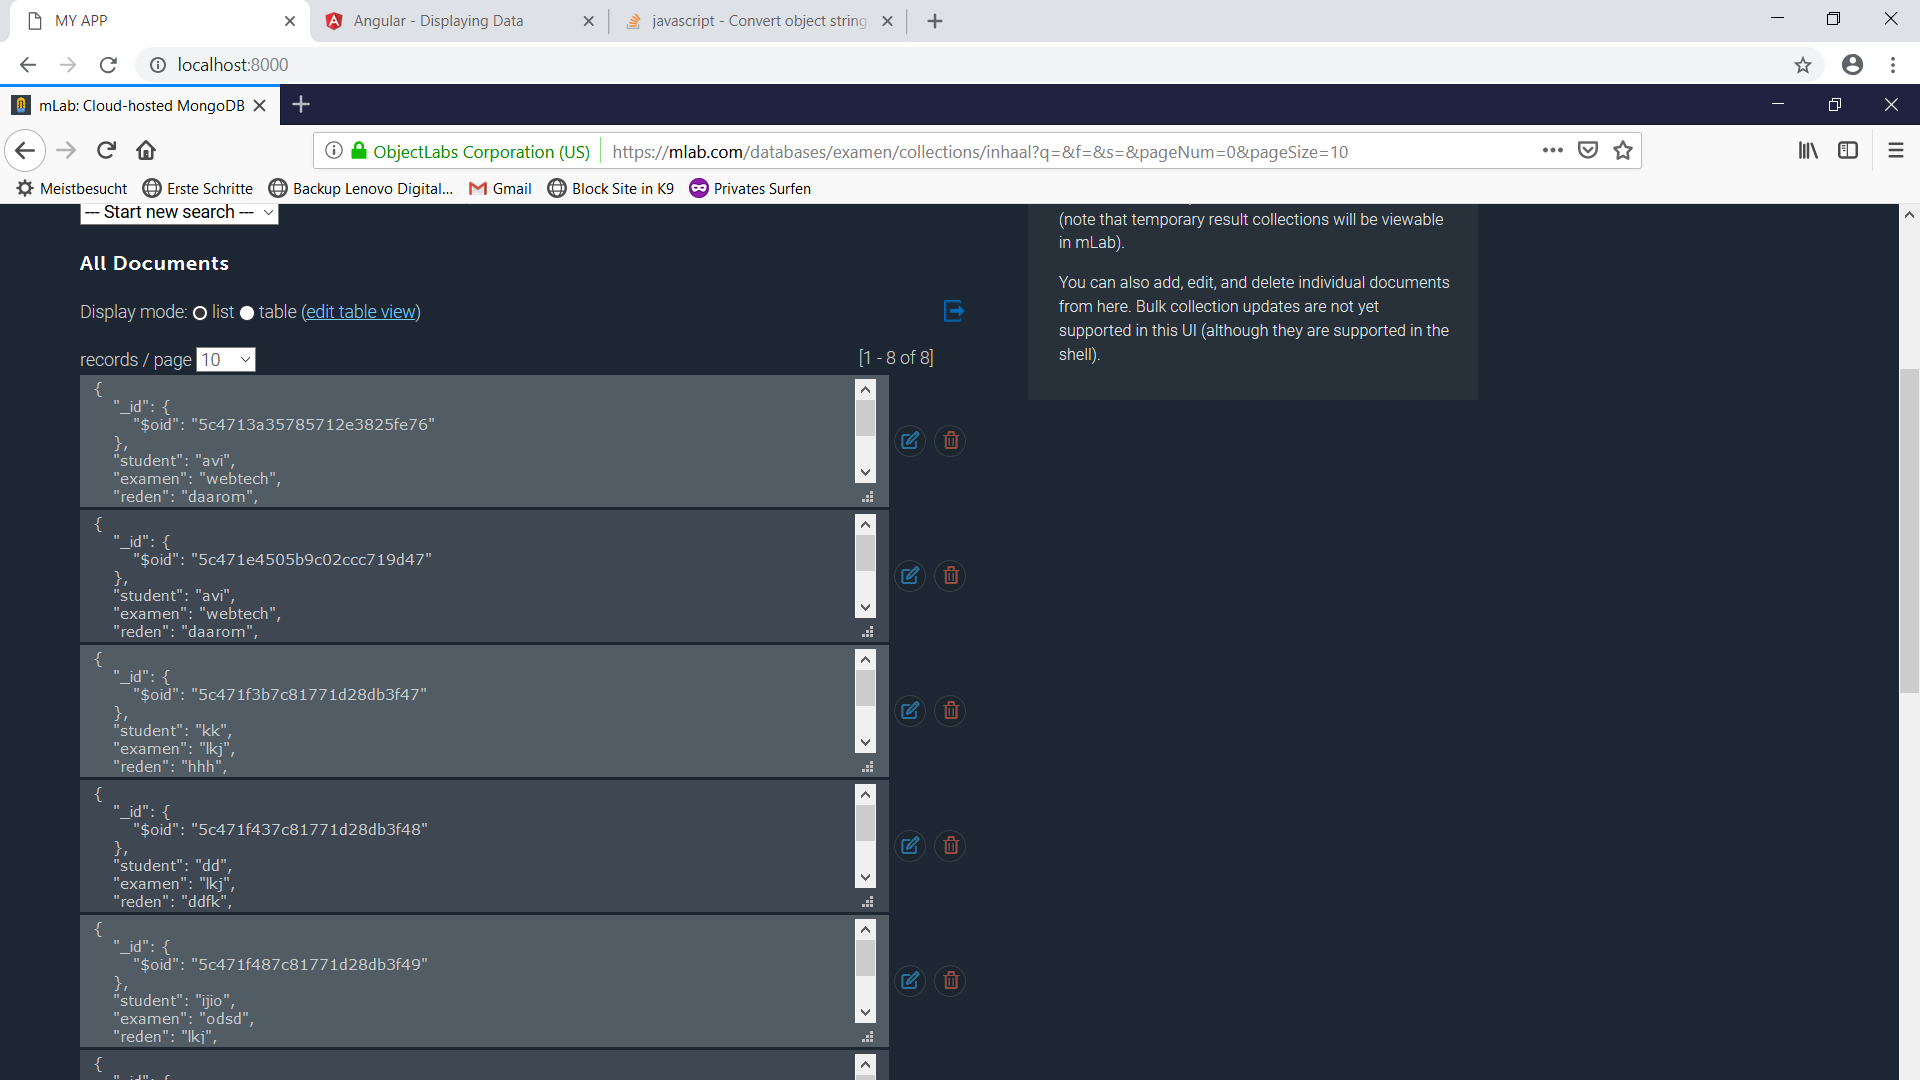 MY APP
Angular - Displaying Data
javascript - Convert object string
localhost:8000
mLab: Cloud-hosted MongoDB
ObjectLabs Corporation (US)
https://mlab.com/databases/examen/collections/inhaal?q=&f=&s=&pageNum=0&pageSize=10
Meistbesucht
Erste Schritte
Backup Lenovo Digital...
Gmail
Block Site in K9
Privates Surfen
--- Start new search ---
All Documents
Display mode: list table (edit table view)
records / page 10
[1 - 8 of 8]
{
"_id": {
"$oid": "5c4713a35785712e3825fe76"
},
"student": "avi",
"examen": "webtech",
"reden": "daarom",
{
"_id": {
"$oid": "5c471e4505b9c02ccc719d47"
},
"student": "avi",
"examen": "webtech",
"reden": "daarom",
{
"_id": {
"$oid": "5c471f3b7c81771d28db3f47"
},
"student": "kk",
"examen": "lkj",
"reden": "hhh",
{
"_id": {
"$oid": "5c471f437c81771d28db3f48"
},
"student": "dd",
"examen": "lkj",
"reden": "ddfk",
{
"_id": {
"$oid": "5c471f487c81771d28db3f49"
},
"student": "ijio",
"examen": "odsd",
"reden": "lkj",
{
(note that temporary result collections will be viewable
in mLab).
You can also add, edit, and delete individual documents
from here. Bulk collection updates are not yet
supported in this UI (although they are supported in the
shell).